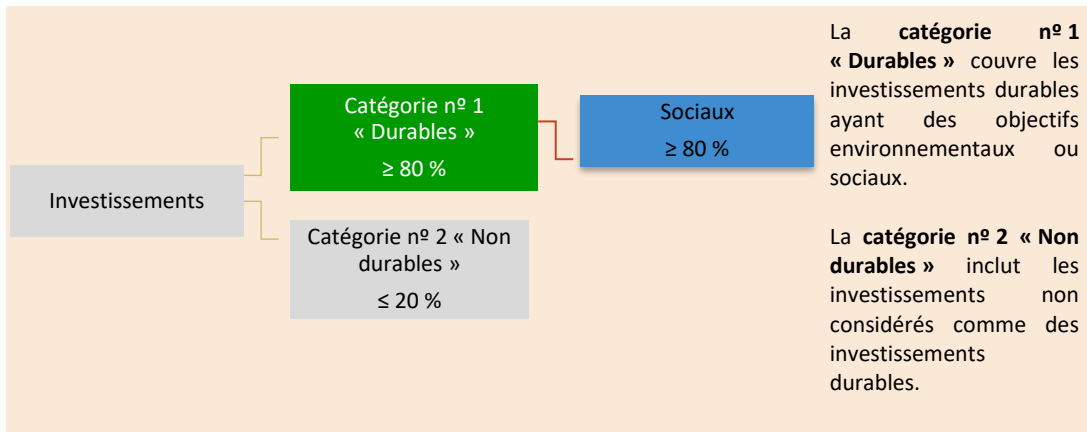 Investissements
Catégorie nº 1
« Durables »
≥ 80 %
Sociaux
≥ 80 %
Catégorie nº 2 « Non
durables »
≤ 20 %
La catégorie nº 1
« Durables » couvre les
investissements durables
ayant des objectifs
environnementaux ou
sociaux.
La catégorie nº 2 « Non
durables » inclut les
investissements non
considérés comme des
investissements
durables.